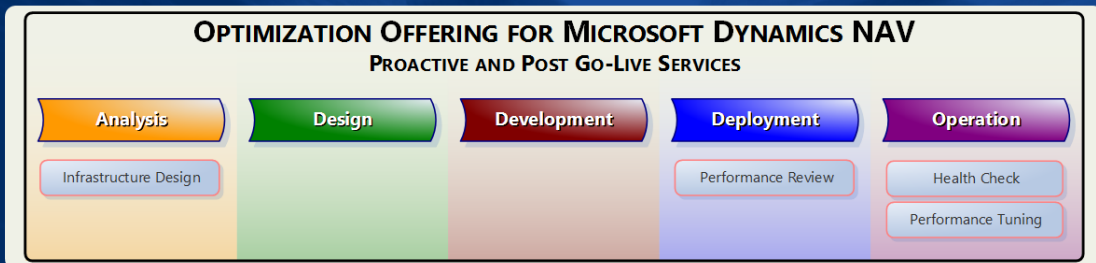 Optimization Offering for Microsoft Dynamics NAV
Proactive and Post Go-Live Services
Analysis
Design
Development
Deployment
Operation
Infrastructure Design
Performance Review
Health Check
Performance Tuning